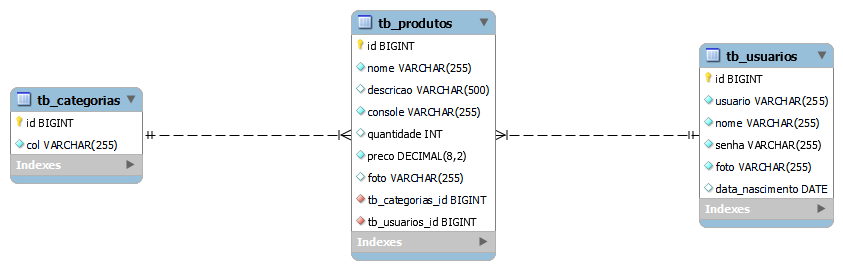 tb_categorias
id BIGINT
col VARCHAR(255)
Indexes
tb_produtos
id BIGINT
nome VARCHAR(255)
descricao VARCHAR(500)
console VARCHAR(255)
quantidade INT
preco DECIMAL(8,2)
foto VARCHAR(255)
tb_categorias_id BIGINT
tb_usuarios_id BIGINT
Indexes
tb_usuarios
id BIGINT
usuario VARCHAR(255)
nome VARCHAR(255)
senha VARCHAR(255)
foto VARCHAR(255)
data_nascimento DATE
Indexes